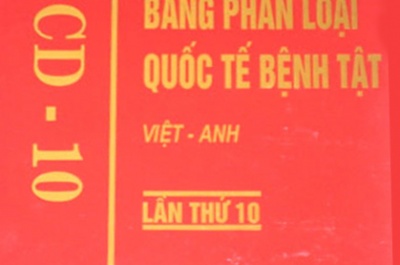 BẢNG PHÂN LOẠI
QUỐC TẾ BỆNH TẬT
VIỆT - ANH
LẦN THỨ 10
CD - 10